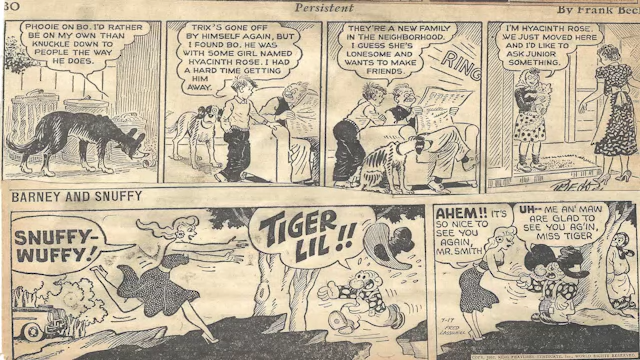 BO
Persistent
By Frank Bec
PHOOIE ON BO. I'D RATHER
BE ON MY OWN THAN
KNUCKLE DOWN TO
PEOPLE THE WAY
HE DOES.
TRIX'S GONE OFF
BY HIMSELF AGAIN, BUT
I FOUND BO. HE WAS
WITH SOME GIRL NAMED
HYACINTH ROSE. I HAD
A HARD TIME GETTING
HIM
AWAY.
THEY'RE A NEW FAMILY
IN THE NEIGHBORHOOD.
I GUESS SHE'S
LONESOME AND
WANTS TO MAKE
FRIENDS.
RING
I'M HYACINTH ROSE.
WE JUST MOVED HERE
AND I'D LIKE TO
ASK JUNIOR
SOMETHING.
BARNEY AND SNUFFY
SNUFFY-
WUFFY!
TIGER
LIL'!!
AHEM!! IT'S
SO NICE TO
SEE YOU
AGAIN,
MR. SMITH
UH-- ME AN' MAW
ARE GLAD TO
SEE YOU AG'IN,
MISS TIGER
7-17
FRED
LASSWELL